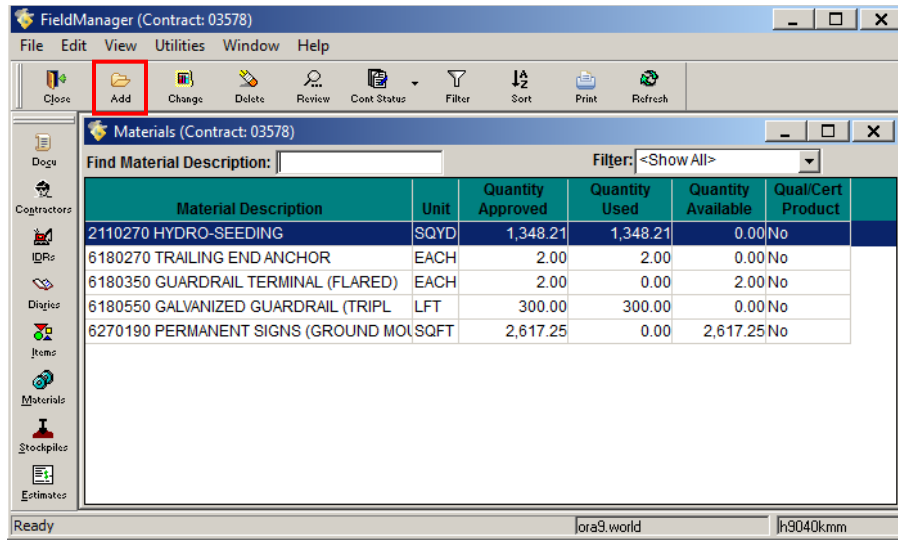 FieldManager (Contract: 03578)
File Edit View Utilities Window Help
Close Add Change Delete Review Cont Status Filter Sort Print Refresh
Materials (Contract: 03578)
Find Material Description: Filter: <Show All>
Material Description Unit Quantity Approved Quantity Used Quantity Available Qual/Cert Product
2110270 HYDRO-SEEDING SQYD 1,348.21 1,348.21 0.00 No
6180270 TRAILING END ANCHOR EACH 2.00 2.00 0.00 No
6180350 GUARDRAIL TERMINAL (FLARED) EACH 2.00 0.00 2.00 No
6180550 GALVANIZED GUARDRAIL (TRIPL LFT 300.00 300.00 0.00 No
6270190 PERMANENT SIGNS (GROUND MOU SQFT 2,617.25 0.00 2,617.25 No
Docu
Contractors
IDRs
Diaries
Items
Materials
Stockpiles
Estimates
Ready ora9.world h9040kmm